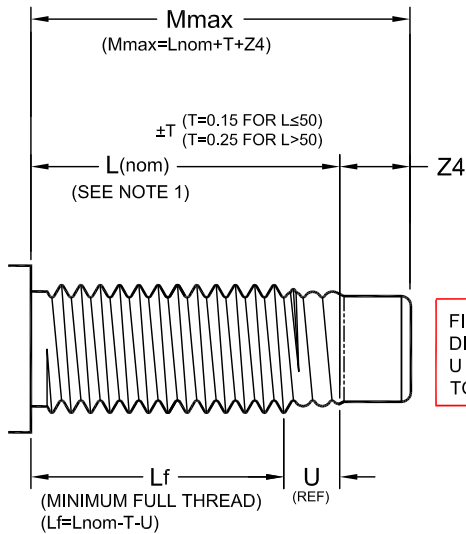 Mmax
(Mmax=Lnom+T+Z4)
±T (T=0.15 FOR L≤50)
(T=0.25 FOR L>50)
L(nom)
Z4
(SEE NOTE 1)
FI
U
TO
Lf
U
(MINIMUM FULL THREAD)
(REF)
(Lf=Lnom-T-U)